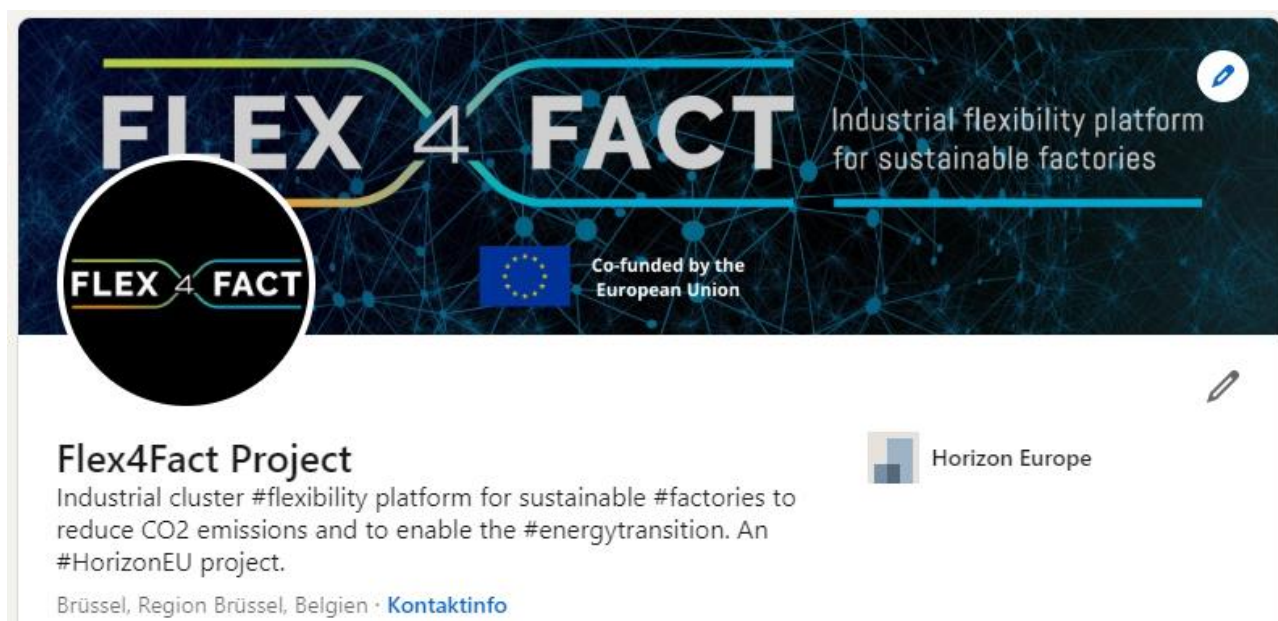 FLEX 4 FACT
Industrial flexibility platform
for sustainable factories
Co-funded by the
European Union
FLEX 4 FACT
Flex4Fact Project
Industrial cluster #flexibility platform for sustainable #factories to
reduce CO2 emissions and to enable the #energytransition. An
#HorizonEU project.
Brüssel, Region Brüssel, Belgien · Kontaktinfo
Horizon Europe